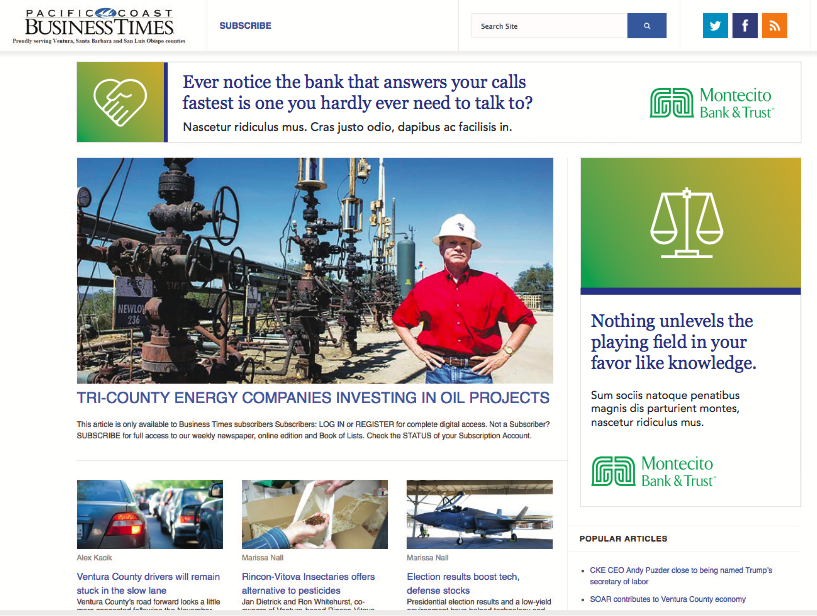 PACIFIC COAST
BUSINESS TIMES
Proudly serving Ventura, Santa Barbara and San Luis Obispo counties
SUBSCRIBE
Search Site
Ever notice the bank that answers your calls
fastest is one you hardly ever need to talk to?
Nascetur ridiculus mus. Cras justo odio, dapibus ac facilisis in.
Montecito
Bank & Trust
NEWLOVE
236
TRI-COUNTY ENERGY COMPANIES INVESTING IN OIL PROJECTS
This article is only available to Business Times subscribers Subscribers: LOG IN or REGISTER for complete digital access. Not a Subscriber?
SUBSCRIBE for full access to our weekly newspaper, online edition and Book of Lists. Check the STATUS of your Subscription Account.
Nothing unlevels the
playing field in your
favor like knowledge.
Sum sociis natoque penatibus
magnis dis parturient montes,
nascetur ridiculus mus.
Montecito
Bank & Trust
Alex Kacik
Ventura County drivers will remain
stuck in the slow lane
Ventura County's road forward looks a little
Marissa Nall
Rincon-Vitova Insectaries offers
alternative to pesticides
Jan Dietrick and Ron Whitehurst, co-
Marissa Nall
Election results boost tech,
defense stocks
Presidential election results and a low-yield
POPULAR ARTICLES
CKE CEO Andy Puzder close to being named Trump's
secretary of labor
SOAR contributes to Ventura County economy